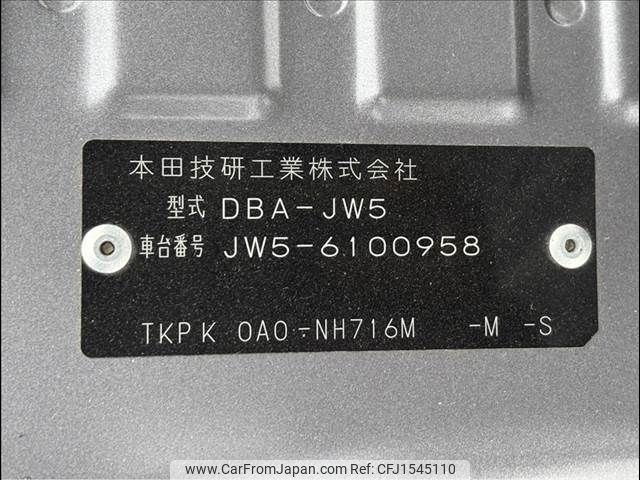 本田技研工業株式会社
型式 DBA-JW5
車台番号 JW5-6100958
TKPK 0A0-NH716M -M -S
www.CarFromJapan.com - CFJ1545110